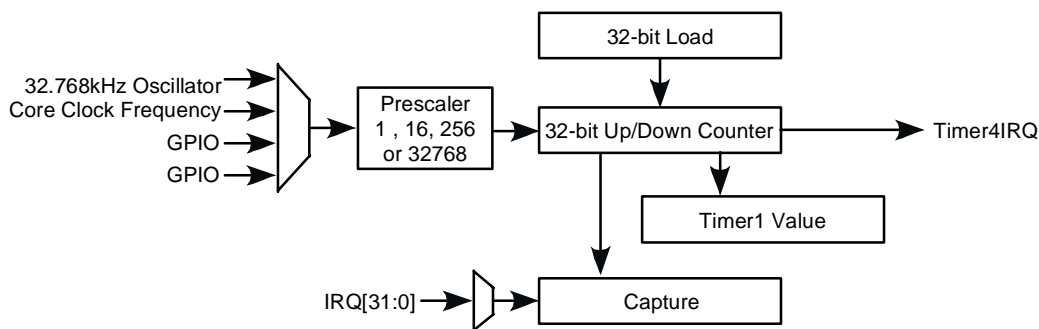 32-bit Load
32.768kHz Oscillator
Core Clock Frequency
GPIO
GPIO
Prescaler
1 , 16, 256
or 32768
32-bit Up/Down Counter
Timer4IRQ
Timer1 Value
IRQ[31:0]
Capture